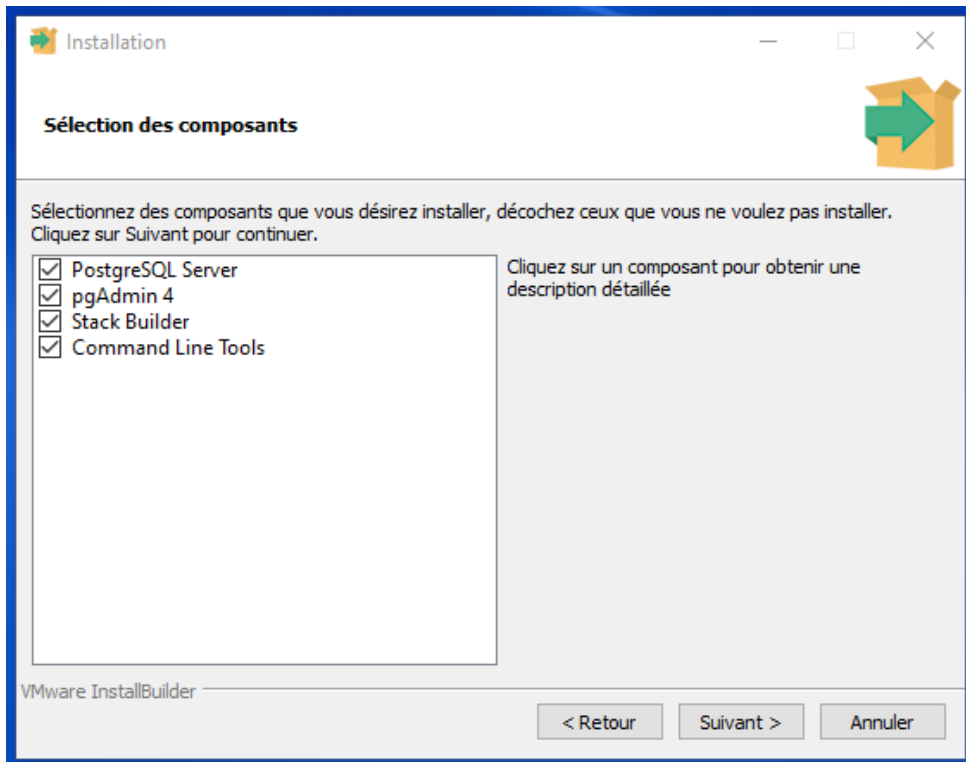 Installation
Sélection des composants
Sélectionnez des composants que vous désirez installer, décochez ceux que vous ne voulez pas installer.
Cliquez sur Suivant pour continuer.
PostgreSQL Server
pgAdmin 4
Stack Builder
Command Line Tools
Cliquez sur un composant pour obtenir une
description détaillée
VMware InstallBuilder
< Retour
Suivant >
Annuler